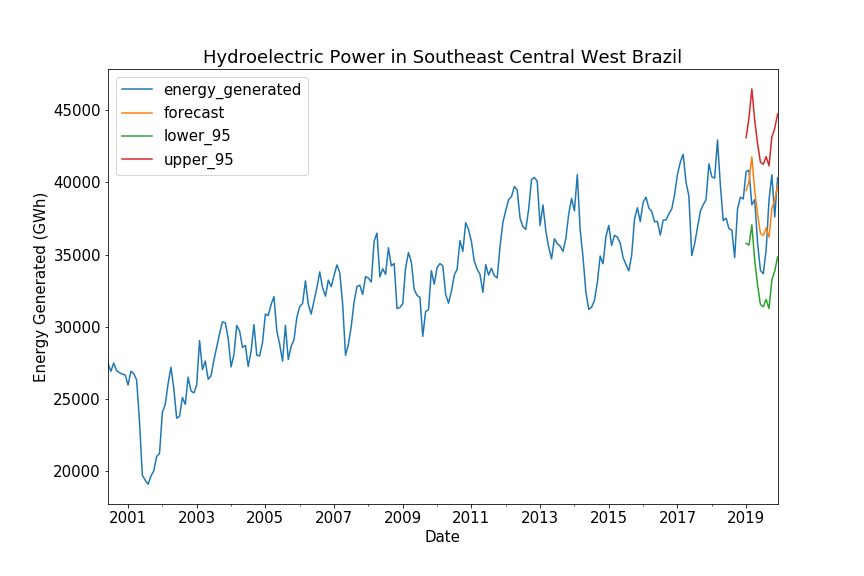 Hydroelectric Power in Southeast Central West Brazil
energy_generated
forecast
lower_95
upper_95
Energy Generated (GWh)
45000
40000
35000
30000
25000
20000
2001 2003 2005 2007 2009 2011 2013 2015 2017 2019
Date